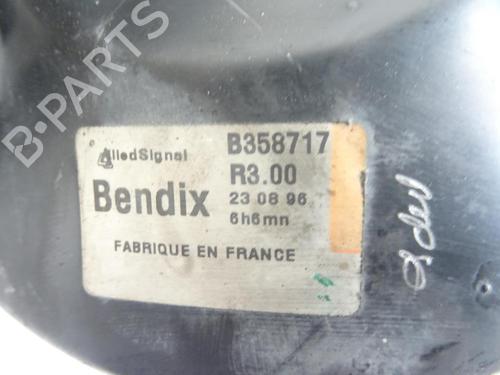 B-PARTS
AlliedSignal
B358717
Bendix
R3.00
23 08 96
6h6mn
FABRIQUE EN FRANCE